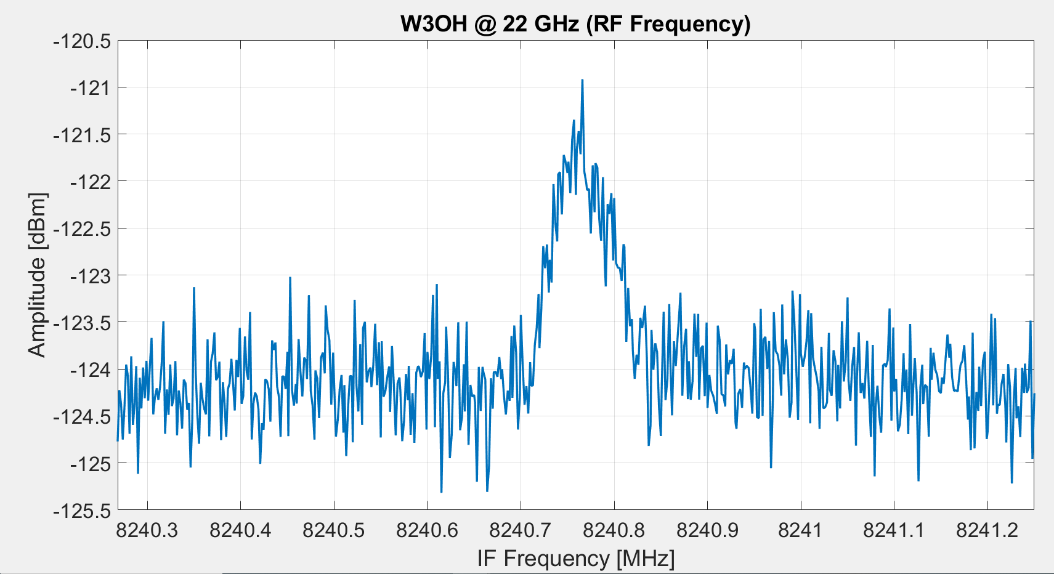 W3OH @ 22 GHz (RF Frequency)
-120.5
-121
-121.5
-122
-122.5
-123
-123.5
-124
-124.5
-125
-125.5
Amplitude [dBm]
8240.3 8240.4 8240.5 8240.6 8240.7 8240.8 8240.9 8241 8241.1 8241.2
IF Frequency [MHz]